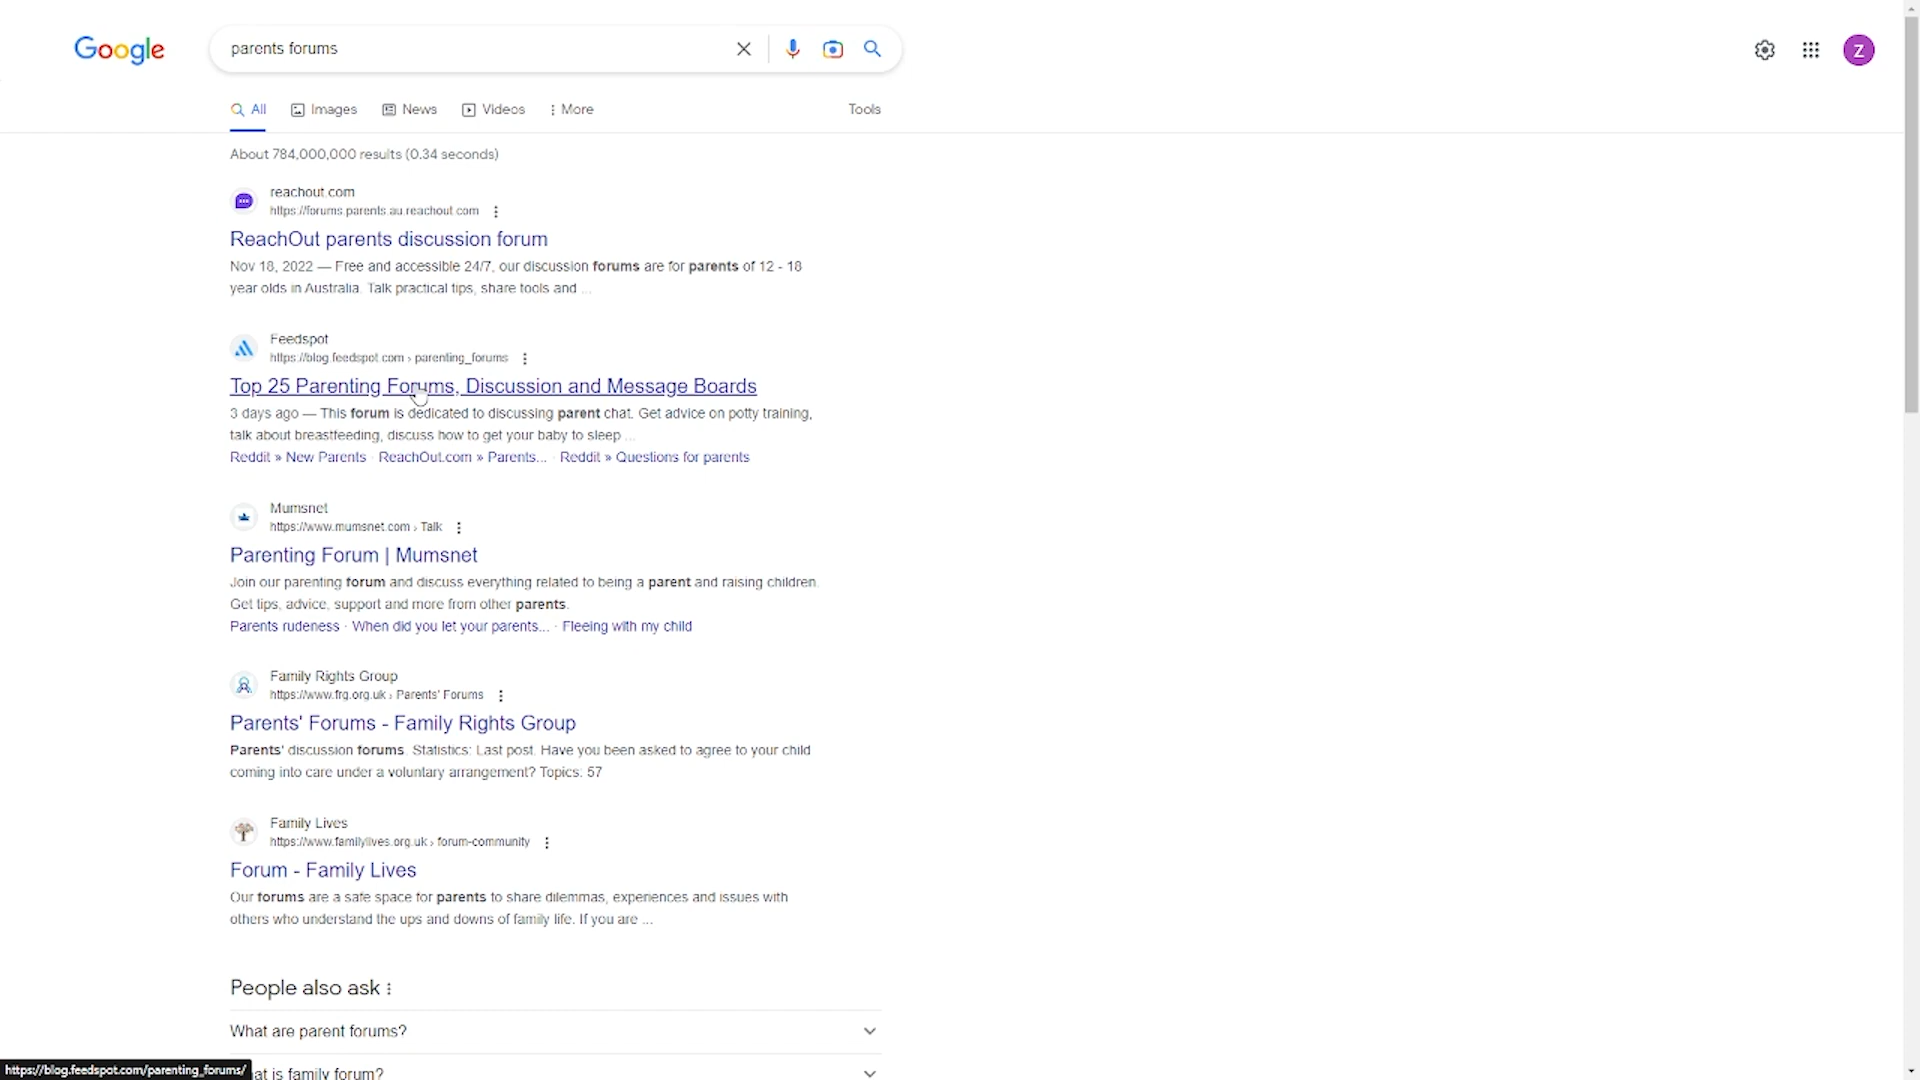 Google
parents forums
Z
All Images News Videos More Tools
About 784,000,000 results (0.34 seconds)
reachout.com
https://forums.parents.au.reachout.com
ReachOut parents discussion forum
Nov 18, 2022 — Free and accessible 24/7, our discussion forums are for parents of 12 - 18
year olds in Australia. Talk practical tips, share tools and ...
Feedspot
https://blog.feedspot.com › parenting_forums
Top 25 Parenting Forums, Discussion and Message Boards
3 days ago — This forum is dedicated to discussing parent chat. Get advice on potty training,
talk about breastfeeding, discuss how to get your baby to sleep ...
Reddit » New Parents · ReachOut.com » Parents... · Reddit » Questions for parents
Mumsnet
https://www.mumsnet.com › Talk
Parenting Forum | Mumsnet
Join our parenting forum and discuss everything related to being a parent and raising children.
Get tips, advice, support and more from other parents.
Parents rudeness · When did you let your parents... · Fleeing with my child
Family Rights Group
https://www.frg.org.uk › Parents' Forums
Parents' Forums - Family Rights Group
Parents' discussion forums. Statistics: Last post. Have you been asked to agree to your child
coming into care under a voluntary arrangement? Topics: 57
Family Lives
https://www.familylives.org.uk › forum-community
Forum - Family Lives
Our forums are a safe space for parents to share dilemmas, experiences and issues with
others who understand the ups and downs of family life. If you are ...
People also ask
What are parent forums?
at is family forum?
https://blog.feedspot.com/parenting_forums/